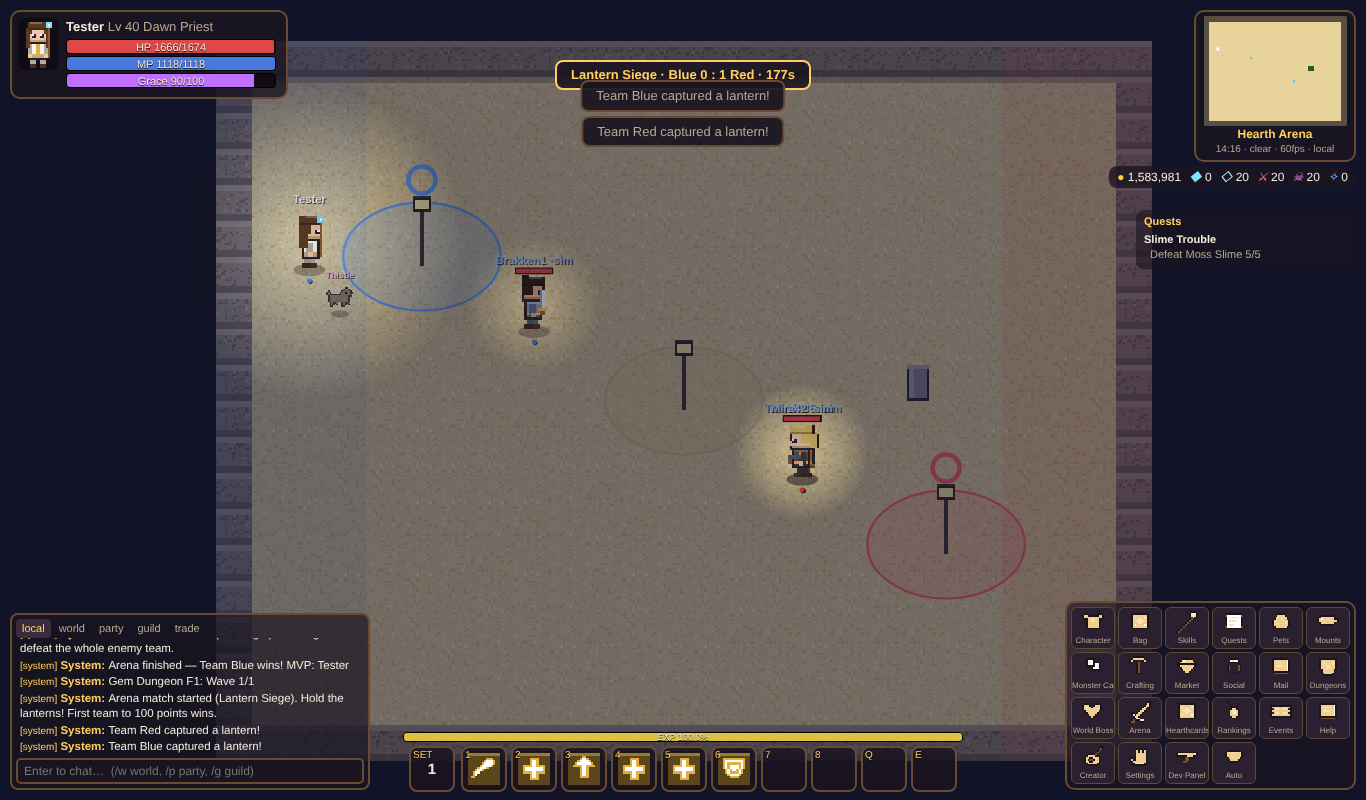 Tester Lv 40 Dawn Priest
HP 1666/1674
MP 1118/1118
Grace 90/100
Lantern Siege · Blue 0 : 1 Red · 177s
Team Blue captured a lantern!
Team Red captured a lantern!
Hearth Arena
14:16 · clear · 60fps · local
1,583,981 0 20 20 20 0
Quests
Slime Trouble
Defeat Moss Slime 5/5
Tester
Thistle
Brakken1·sim
local world party guild trade
defeat the whole enemy team.
[system] System: Arena finished — Team Blue wins! MVP: Tester
[system] System: Gem Dungeon F1: Wave 1/1
[system] System: Arena match started (Lantern Siege). Hold the
lanterns! First team to 100 points wins.
[system] System: Team Red captured a lantern!
[system] System: Team Blue captured a lantern!
Enter to chat… (/w world, /p party, /g guild)
EXP 100.0%
SET 1 2 3 4 5 6 7 8 Q E
1
Character Bag Skills Quests Pets Mounts
Monster Ca Crafting Market Social Mail Dungeons
World Boss Arena Hearthcards Rankings Events Help
Creator Settings Dev Panel Auto